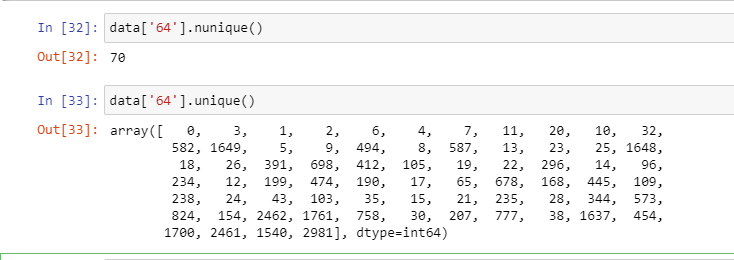 In [32]: data['64'].nunique()
Out[32]: 70
In [33]: data['64'].unique()
Out[33]: array([ 0, 3, 1, 2, 6, 4, 7, 11, 20, 10, 32,
582, 1649, 5, 9, 494, 8, 587, 13, 23, 25, 1648,
18, 26, 391, 698, 412, 105, 19, 22, 296, 14, 96,
234, 12, 199, 474, 190, 17, 65, 678, 168, 445, 109,
238, 24, 43, 103, 35, 15, 21, 235, 28, 344, 573,
824, 154, 2462, 1761, 758, 30, 207, 777, 38, 1637, 454,
1700, 2461, 1540, 2981], dtype=int64)